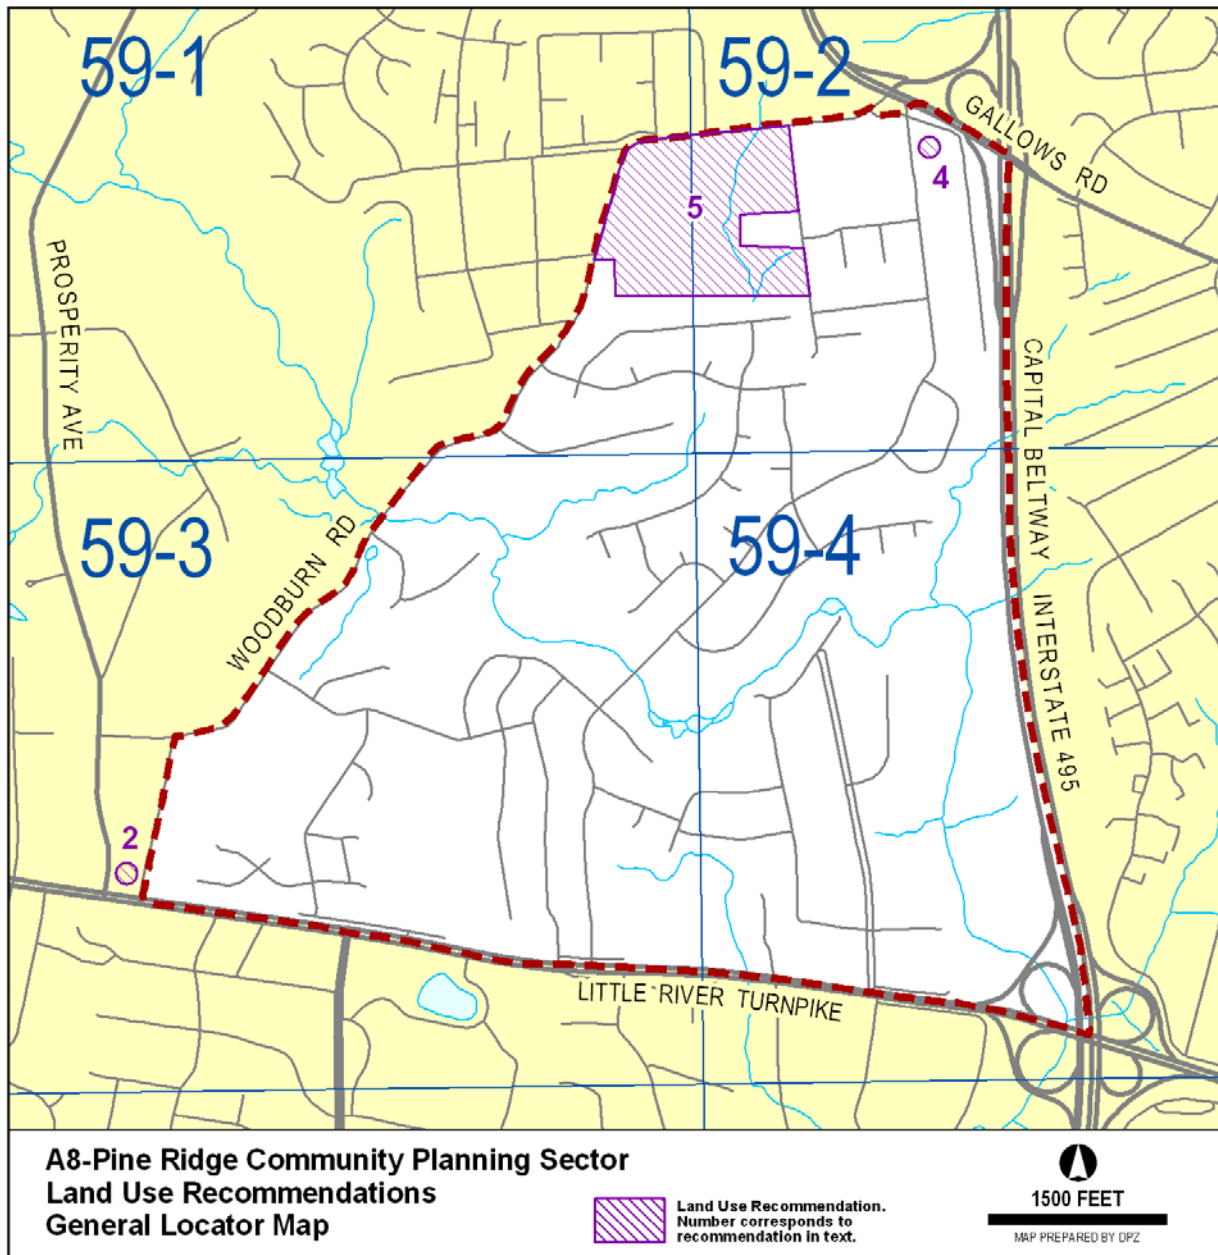 59-1
59-2
GALLOWS RD
4
5
PROSPERITY AVE
CAPITAL BELTWAY INTERSTATE 495
59-3
59-4
WOODBURN RD
2
LITTLE RIVER TURNPIKE
A8-Pine Ridge Community Planning Sector
Land Use Recommendations
General Locator Map
Land Use Recommendation.
Number corresponds to
recommendation in text.
1500 FEET
MAP PREPARED BY DPZ